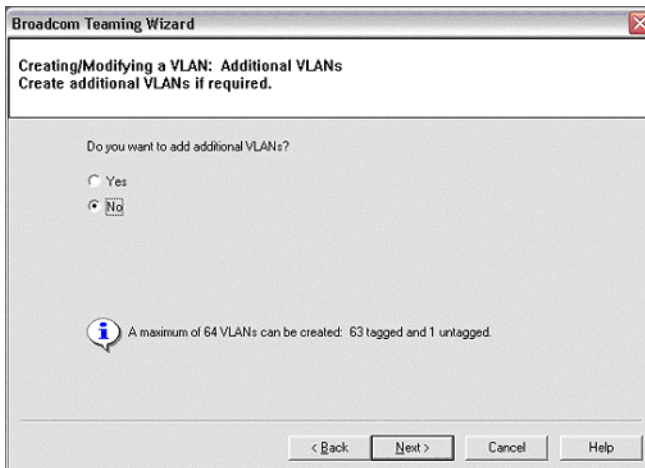 Broadcom Teaming Wizard
Creating/Modifying a VLAN: Additional VLANs
Create additional VLANs if required.
Do you want to add additional VLANs?
Yes
No
A maximum of 64 VLANs can be created: 63 tagged and 1 untagged.
< Back
Next >
Cancel
Help